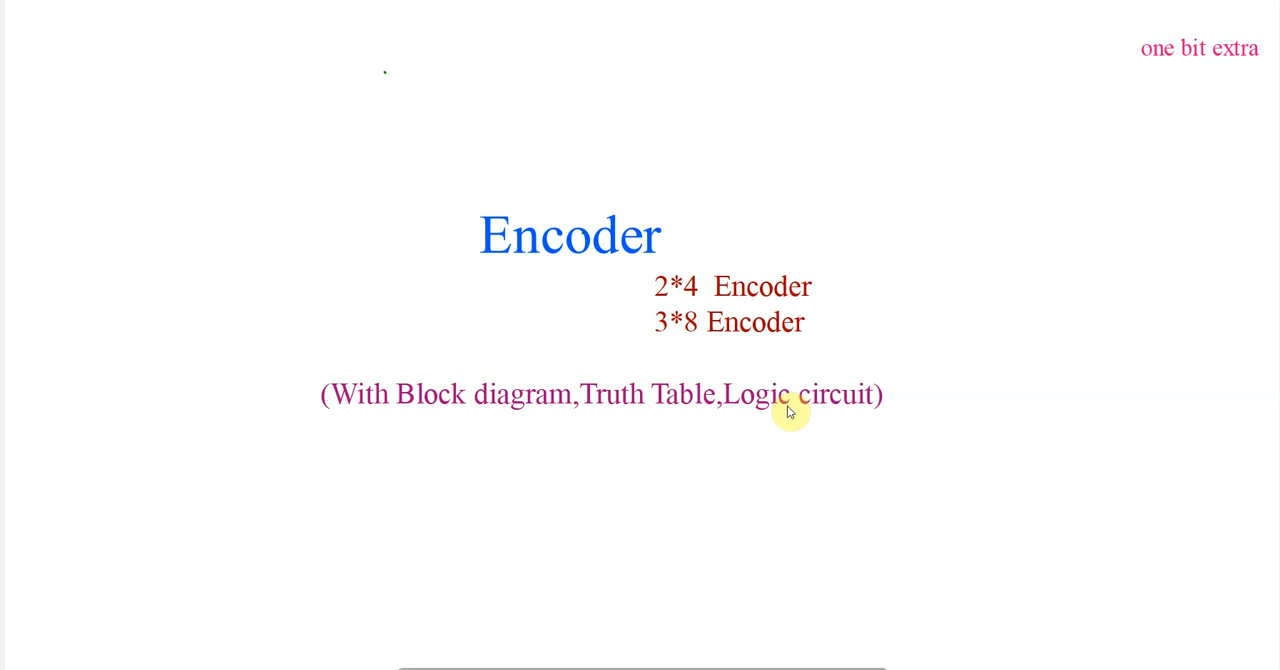 one bit extra
Encoder
2*4 Encoder
3*8 Encoder
(With Block diagram,Truth Table,Logic circuit)